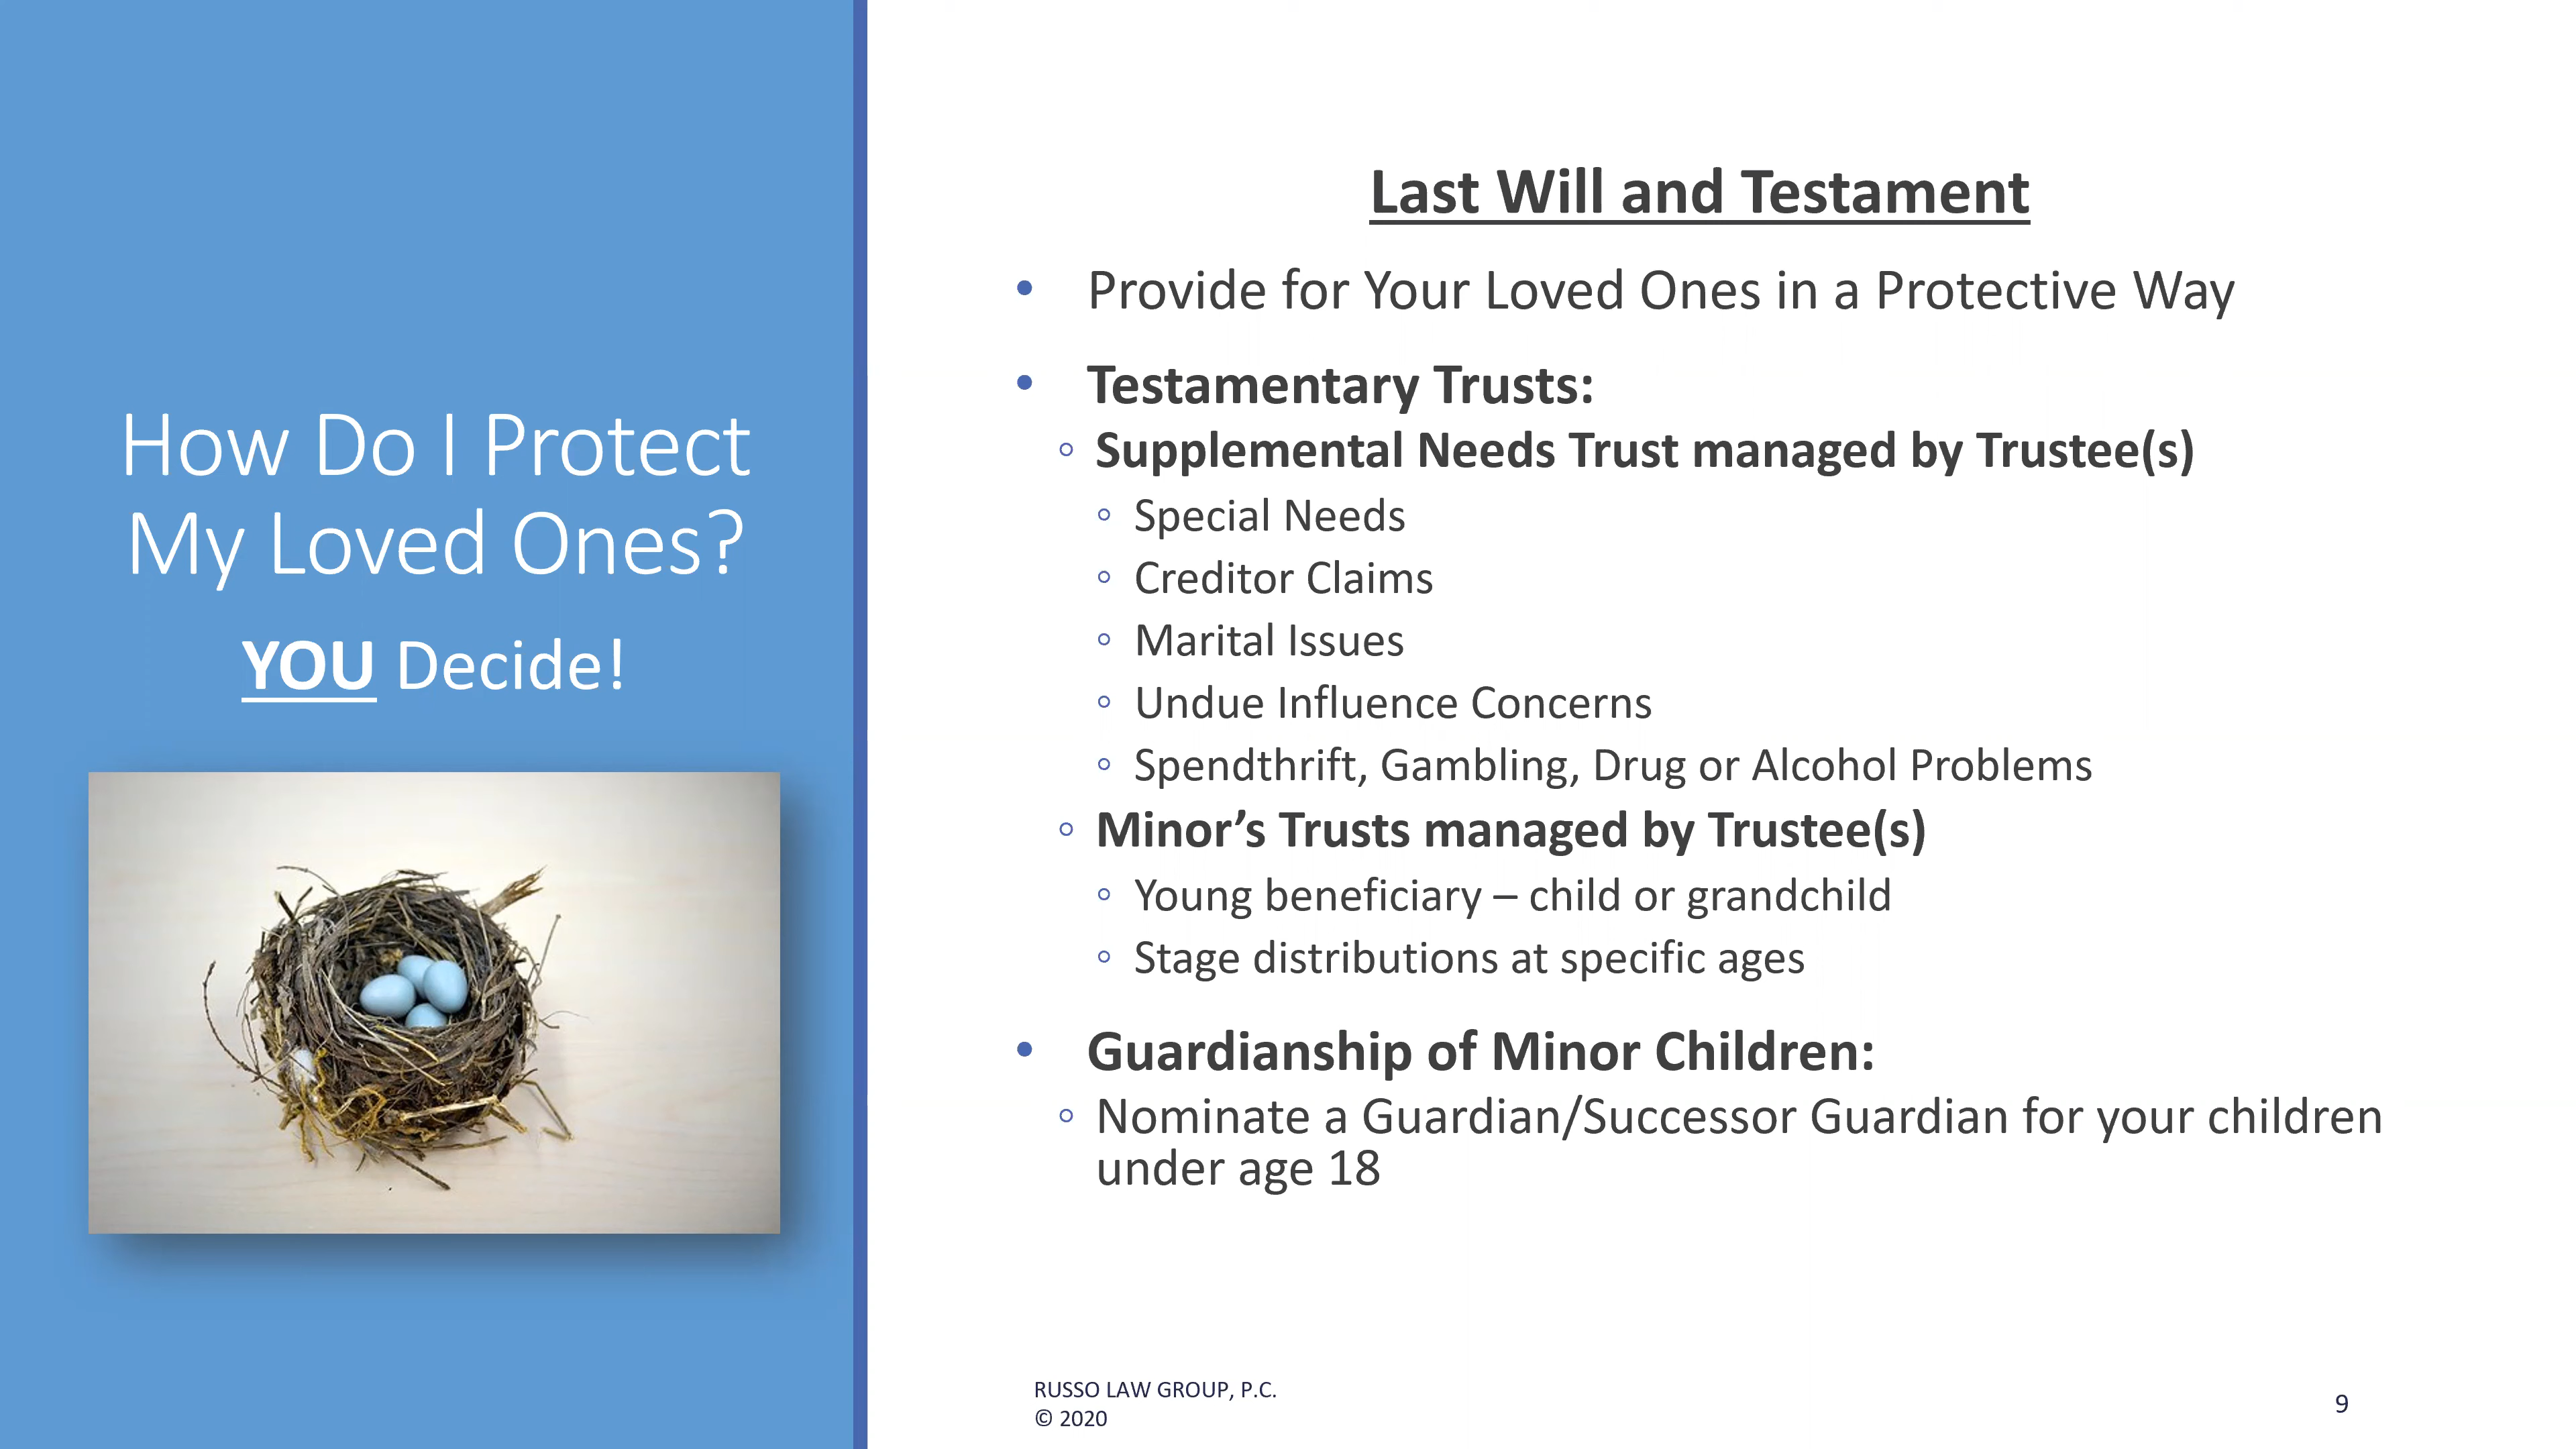 How Do I Protect
My Loved Ones?
YOU Decide!
Last Will and Testament
• Provide for Your Loved Ones in a Protective Way
• Testamentary Trusts:
◦ Supplemental Needs Trust managed by Trustee(s)
◦ Special Needs
◦ Creditor Claims
◦ Marital Issues
◦ Undue Influence Concerns
◦ Spendthrift, Gambling, Drug or Alcohol Problems
◦ Minor’s Trusts managed by Trustee(s)
◦ Young beneficiary – child or grandchild
◦ Stage distributions at specific ages
• Guardianship of Minor Children:
◦ Nominate a Guardian/Successor Guardian for your children
under age 18
RUSSO LAW GROUP, P.C.
© 2020
9